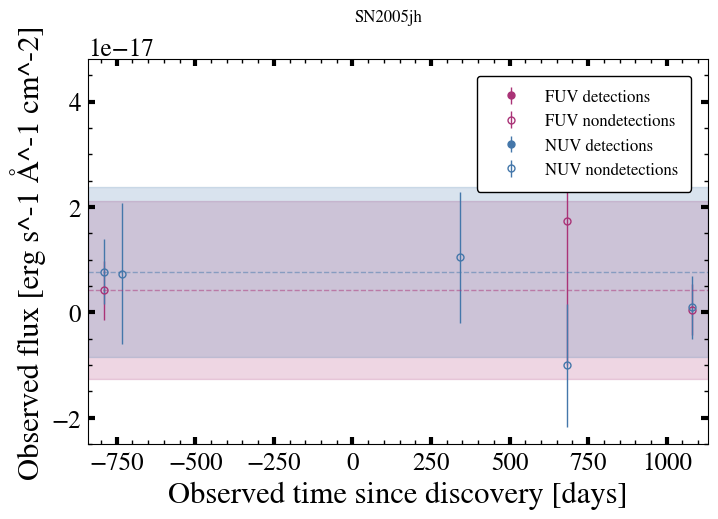 SN2005jh
1e−17
Observed flux [erg s^-1 Å^-1 cm^-2]
4
2
0
−2
FUV detections
FUV nondetections
NUV detections
NUV nondetections
−750 −500 −250 0 250 500 750 1000
Observed time since discovery [days]